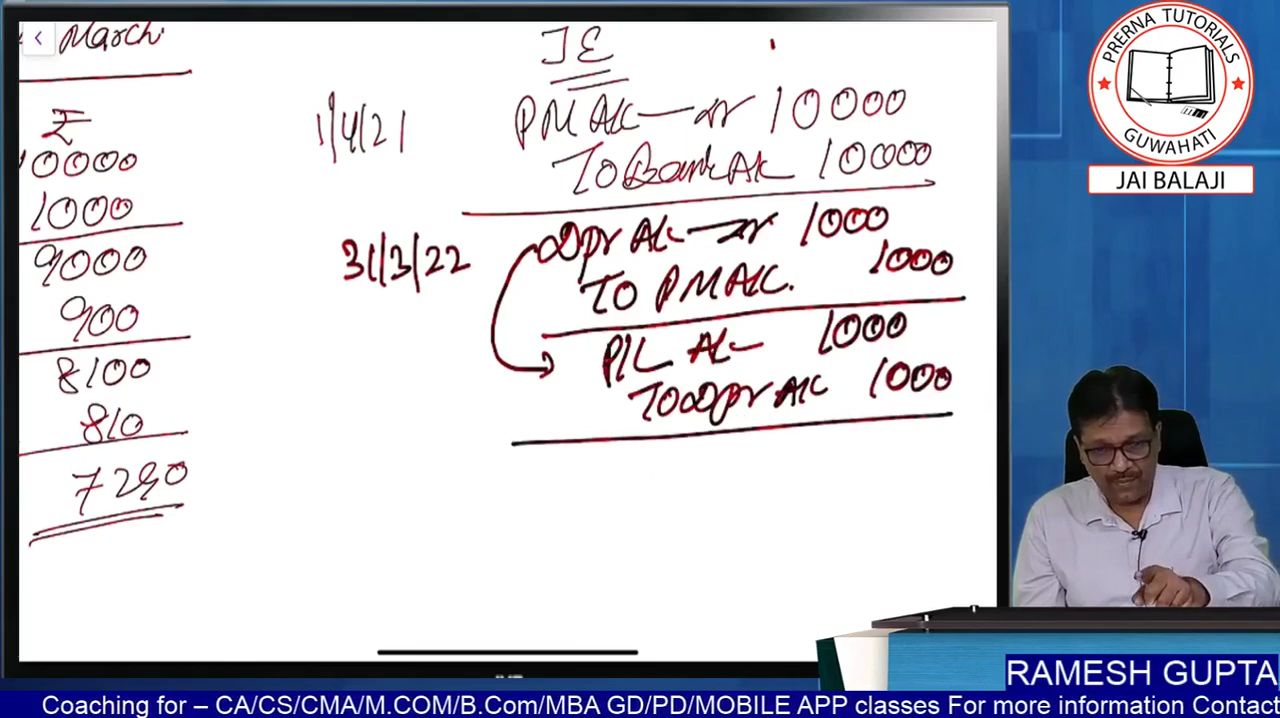 March
₹
10000
1000
9000
900
8100
810
7290
JE
1/4/21 PM A/c — Dr 10000
To Bank A/c 10000
31/3/22 Depr A/c — Dr 1000
To PM A/c. 1000
P/L A/c — 1000
To Depr A/c 1000
PRERNA TUTORIALS
GUWAHATI
JAI BALAJI
RAMESH GUPTA
Coaching for – CA/CS/CMA/M.COM/B.Com/MBA GD/PD/MOBILE APP classes For more information Contact